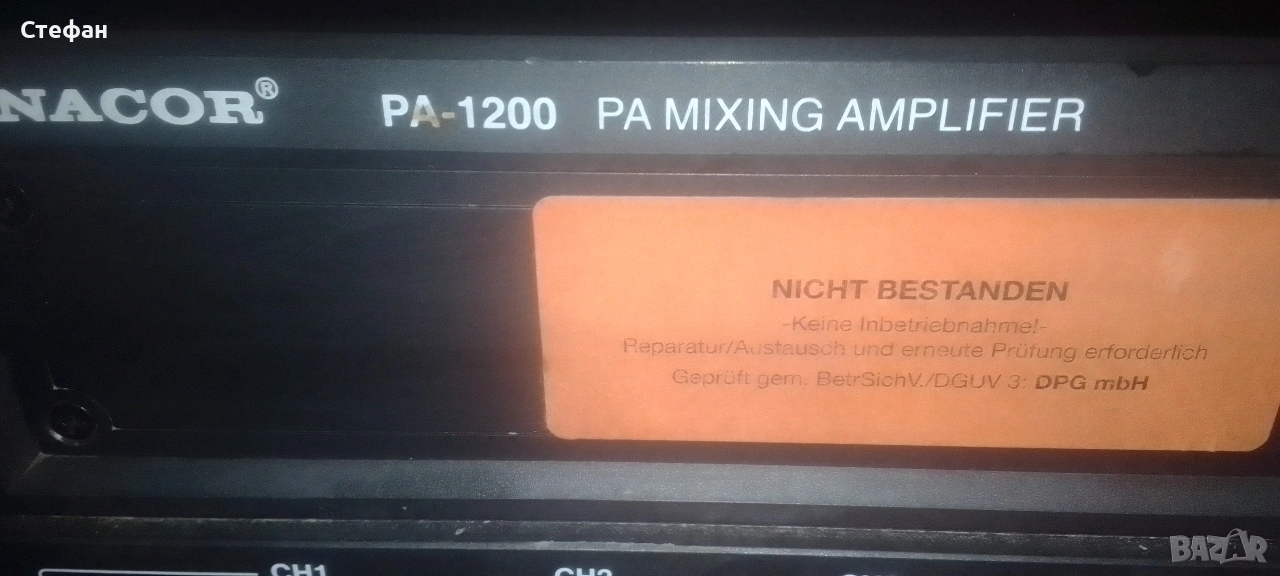 Стефан
NACOR® PA-1200 PA MIXING AMPLIFIER
NICHT BESTANDEN
-Keine Inbetriebnahme!-
Reparatur/Austausch und erneute Prüfung erforderlich
Geprüft gem. BetrSichV./DGUV 3: DPG mbH
CH1 CH2
BAZAR